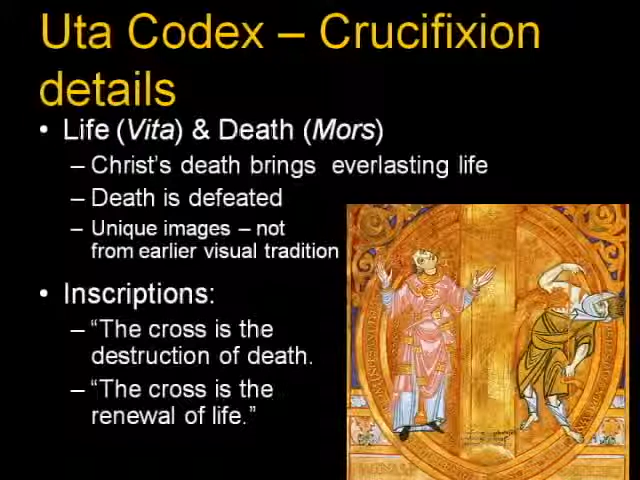 Uta Codex – Crucifixion
details
• Life (Vita) & Death (Mors)
– Christ's death brings everlasting life
– Death is defeated
– Unique images – not
from earlier visual tradition
• Inscriptions:
– “The cross is the
destruction of death.
– “The cross is the
renewal of life.”